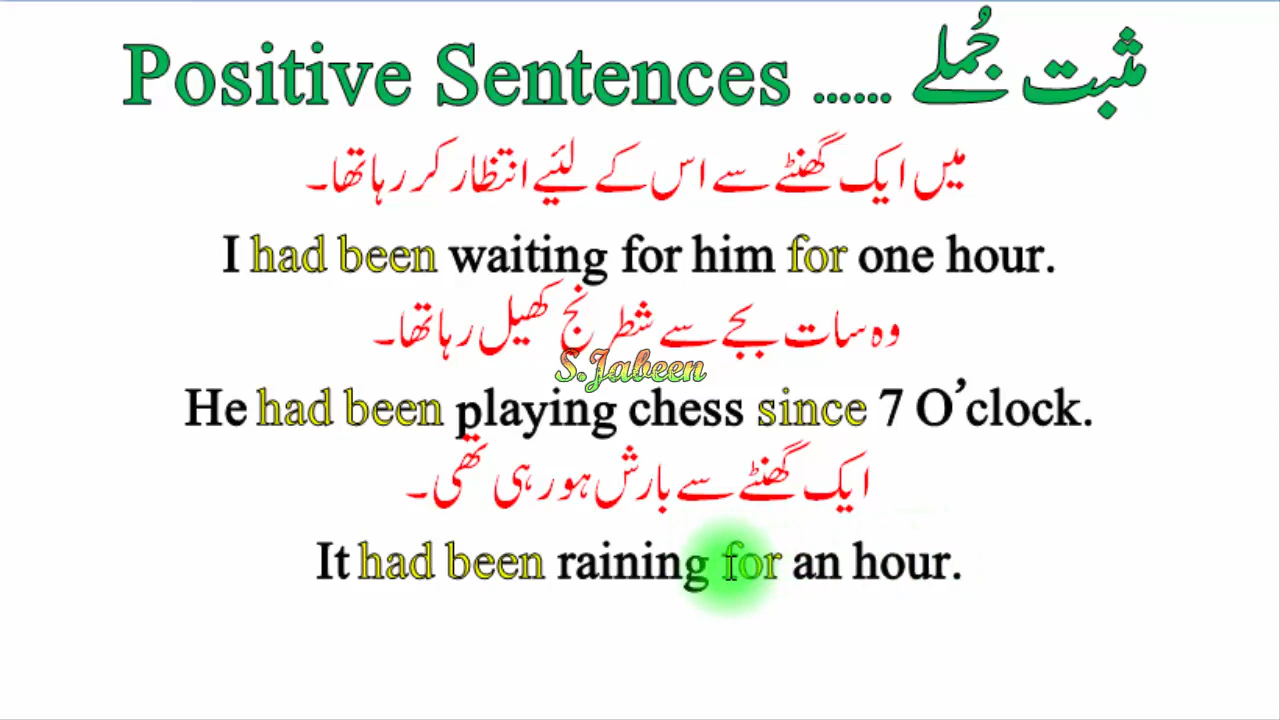 Positive Sentences ...... مثبت جُملے
میں ایک گھنٹے سے اس کے لئیے انتظار کر رہا تھا۔
I had been waiting for him for one hour.
وہ سات بجے سے شطرنج کھیل رہا تھا۔
S.Jabeen
He had been playing chess since 7 O’clock.
ایک گھنٹے سے بارش ہو رہی تھی۔
It had been raining for an hour.